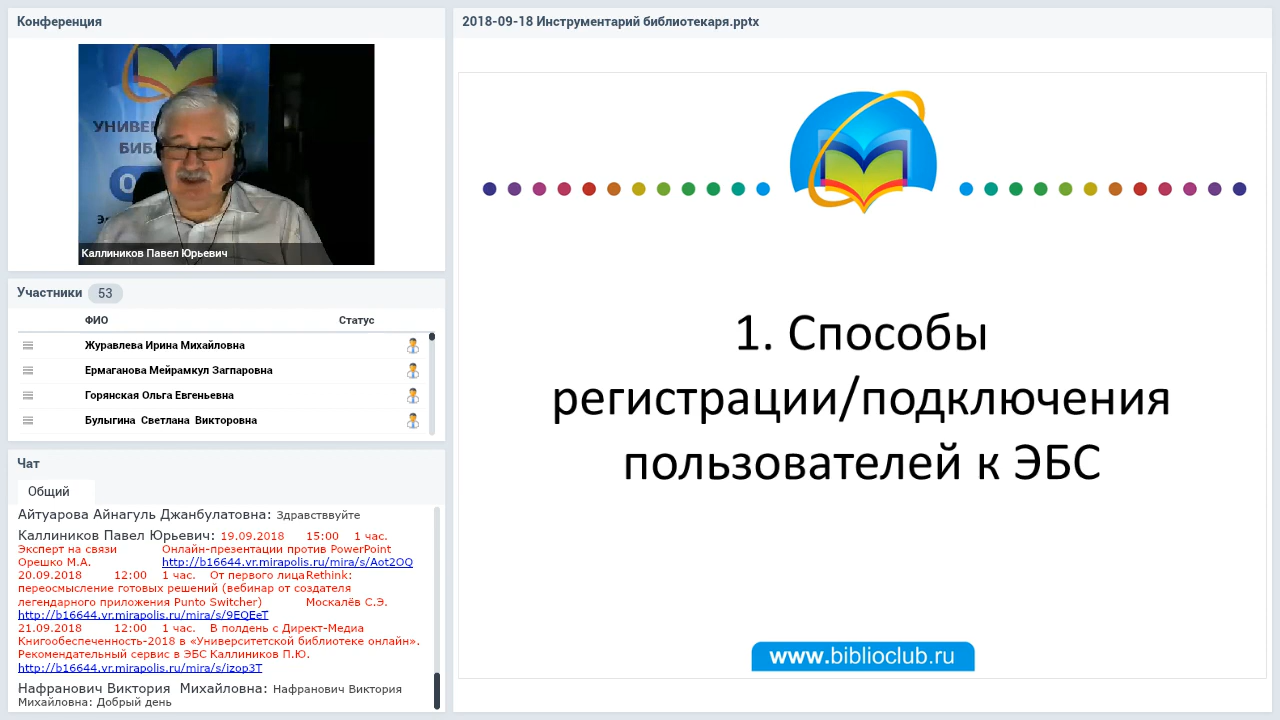 Конференция
УНИВЕР
БИБЛ
Каллиников Павел Юрьевич
Участники 53
ФИО Статус
Журавлева Ирина Михайловна
Ермаганова Мейрамкул Загпаровна
Горянская Ольга Евгеньевна
Булыгина Светлана Викторовна
Чат
Общий
Айтуарова Айнагуль Джанбулатовна: Здравстввуйте
Каллиников Павел Юрьевич: 19.09.2018 15:00 1 час.
Эксперт на связи Онлайн-презентации против PowerPoint
Орешко М.А. http://b16644.vr.mirapolis.ru/mira/s/Aot2OQ
20.09.2018 12:00 1 час. От первого лицаRethink:
переосмысление готовых решений (вебинар от создателя
легендарного приложения Punto Switcher) Москалёв С.Э.
http://b16644.vr.mirapolis.ru/mira/s/9EQEeT
21.09.2018 12:00 1 час. В полдень с Директ-Медиа
Книгообеспеченность-2018 в «Университетской библиотеке онлайн».
Рекомендательный сервис в ЭБС Каллиников П.Ю.
http://b16644.vr.mirapolis.ru/mira/s/izop3T
Нафранович Виктория Михайловна: Нафранович Виктория
Михайловна: Добрый день
2018-09-18 Инструментарий библиотекаря.pptx
1. Способы
регистрации/подключения
пользователей к ЭБС
www.biblioclub.ru